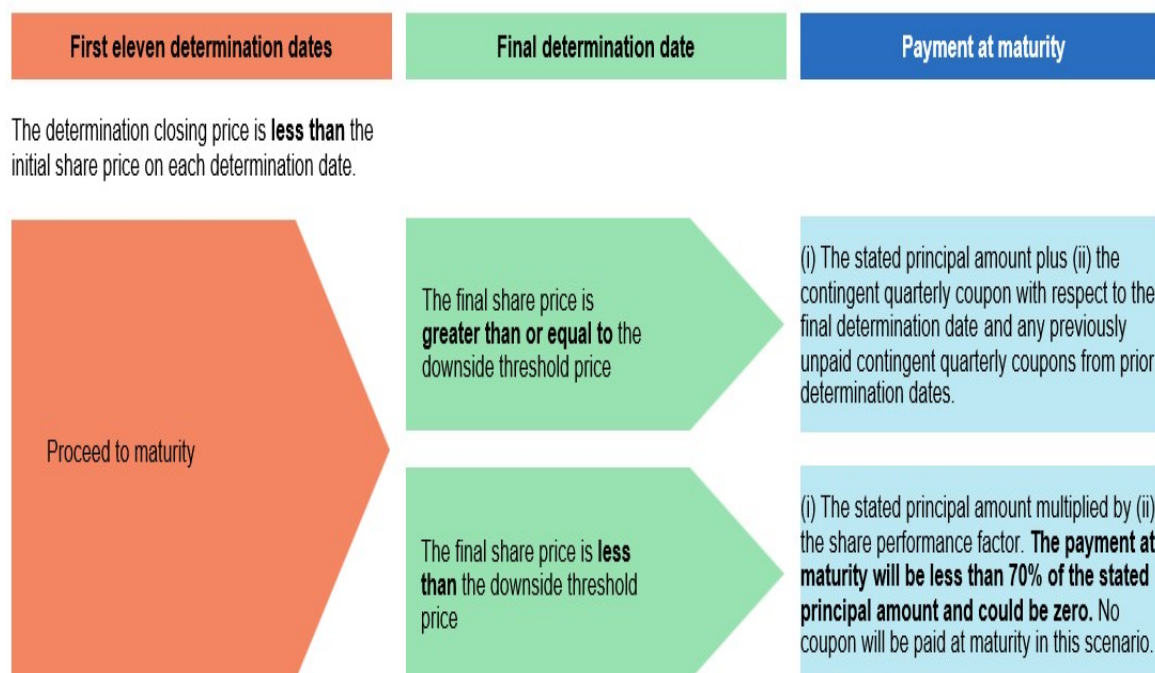 First eleven determination dates
Final determination date
Payment at maturity
The determination closing price is less than the
initial share price on each determination date.
Proceed to maturity
The final share price is
greater than or equal to the
downside threshold price
(i) The stated principal amount plus (ii) the
contingent quarterly coupon with respect to the
final determination date and any previously
unpaid contingent quarterly coupons from prior
determination dates.
The final share price is less
than the downside threshold
price
(i) The stated principal amount multiplied by (ii)
the share performance factor. The payment at
maturity will be less than 70% of the stated
principal amount and could be zero. No
coupon will be paid at maturity in this scenario.